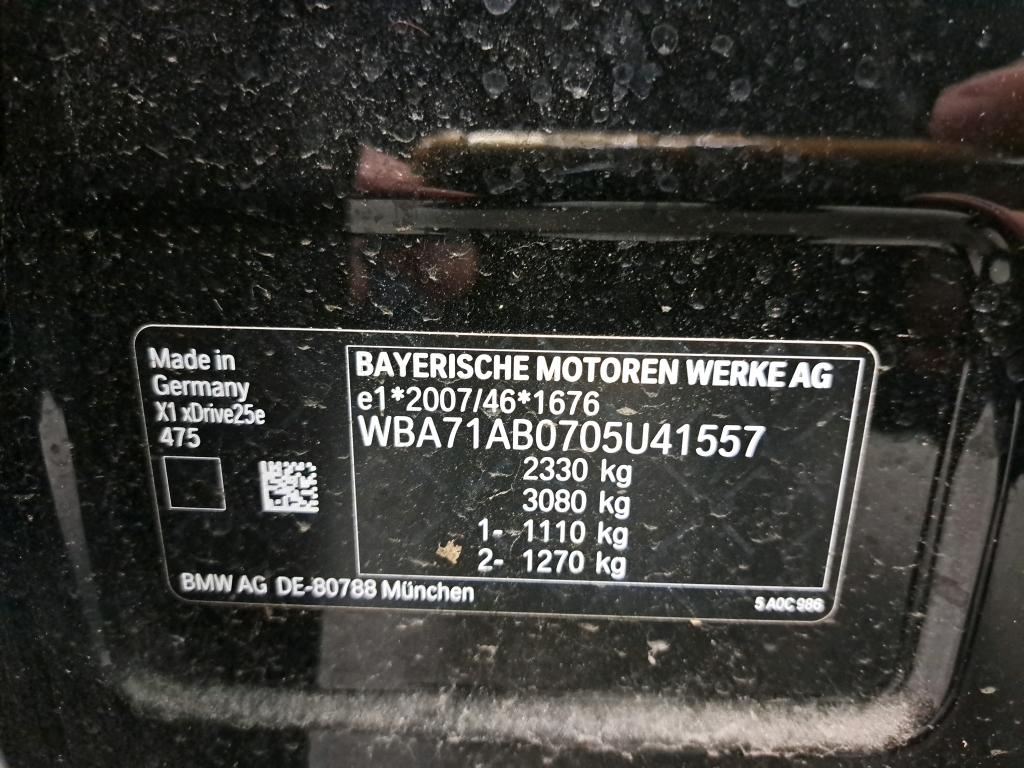 Made in
Germany
X1 xDrive25e
475
BAYERISCHE MOTOREN WERKE AG
e1*2007/46*1676
WBA71AB0705U41557
2330 kg
3080 kg
1- 1110 kg
2- 1270 kg
BMW AG DE-80788 München
5 A0C 986